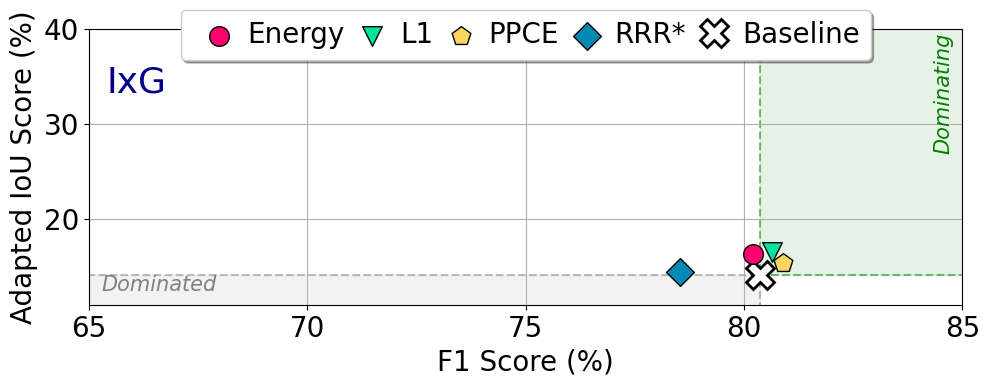 Energy L1 PPCE RRR* Baseline
IxG
Dominating
Dominated
Adapted IoU Score (%)
40
30
20
65 70 75 80 85
F1 Score (%)